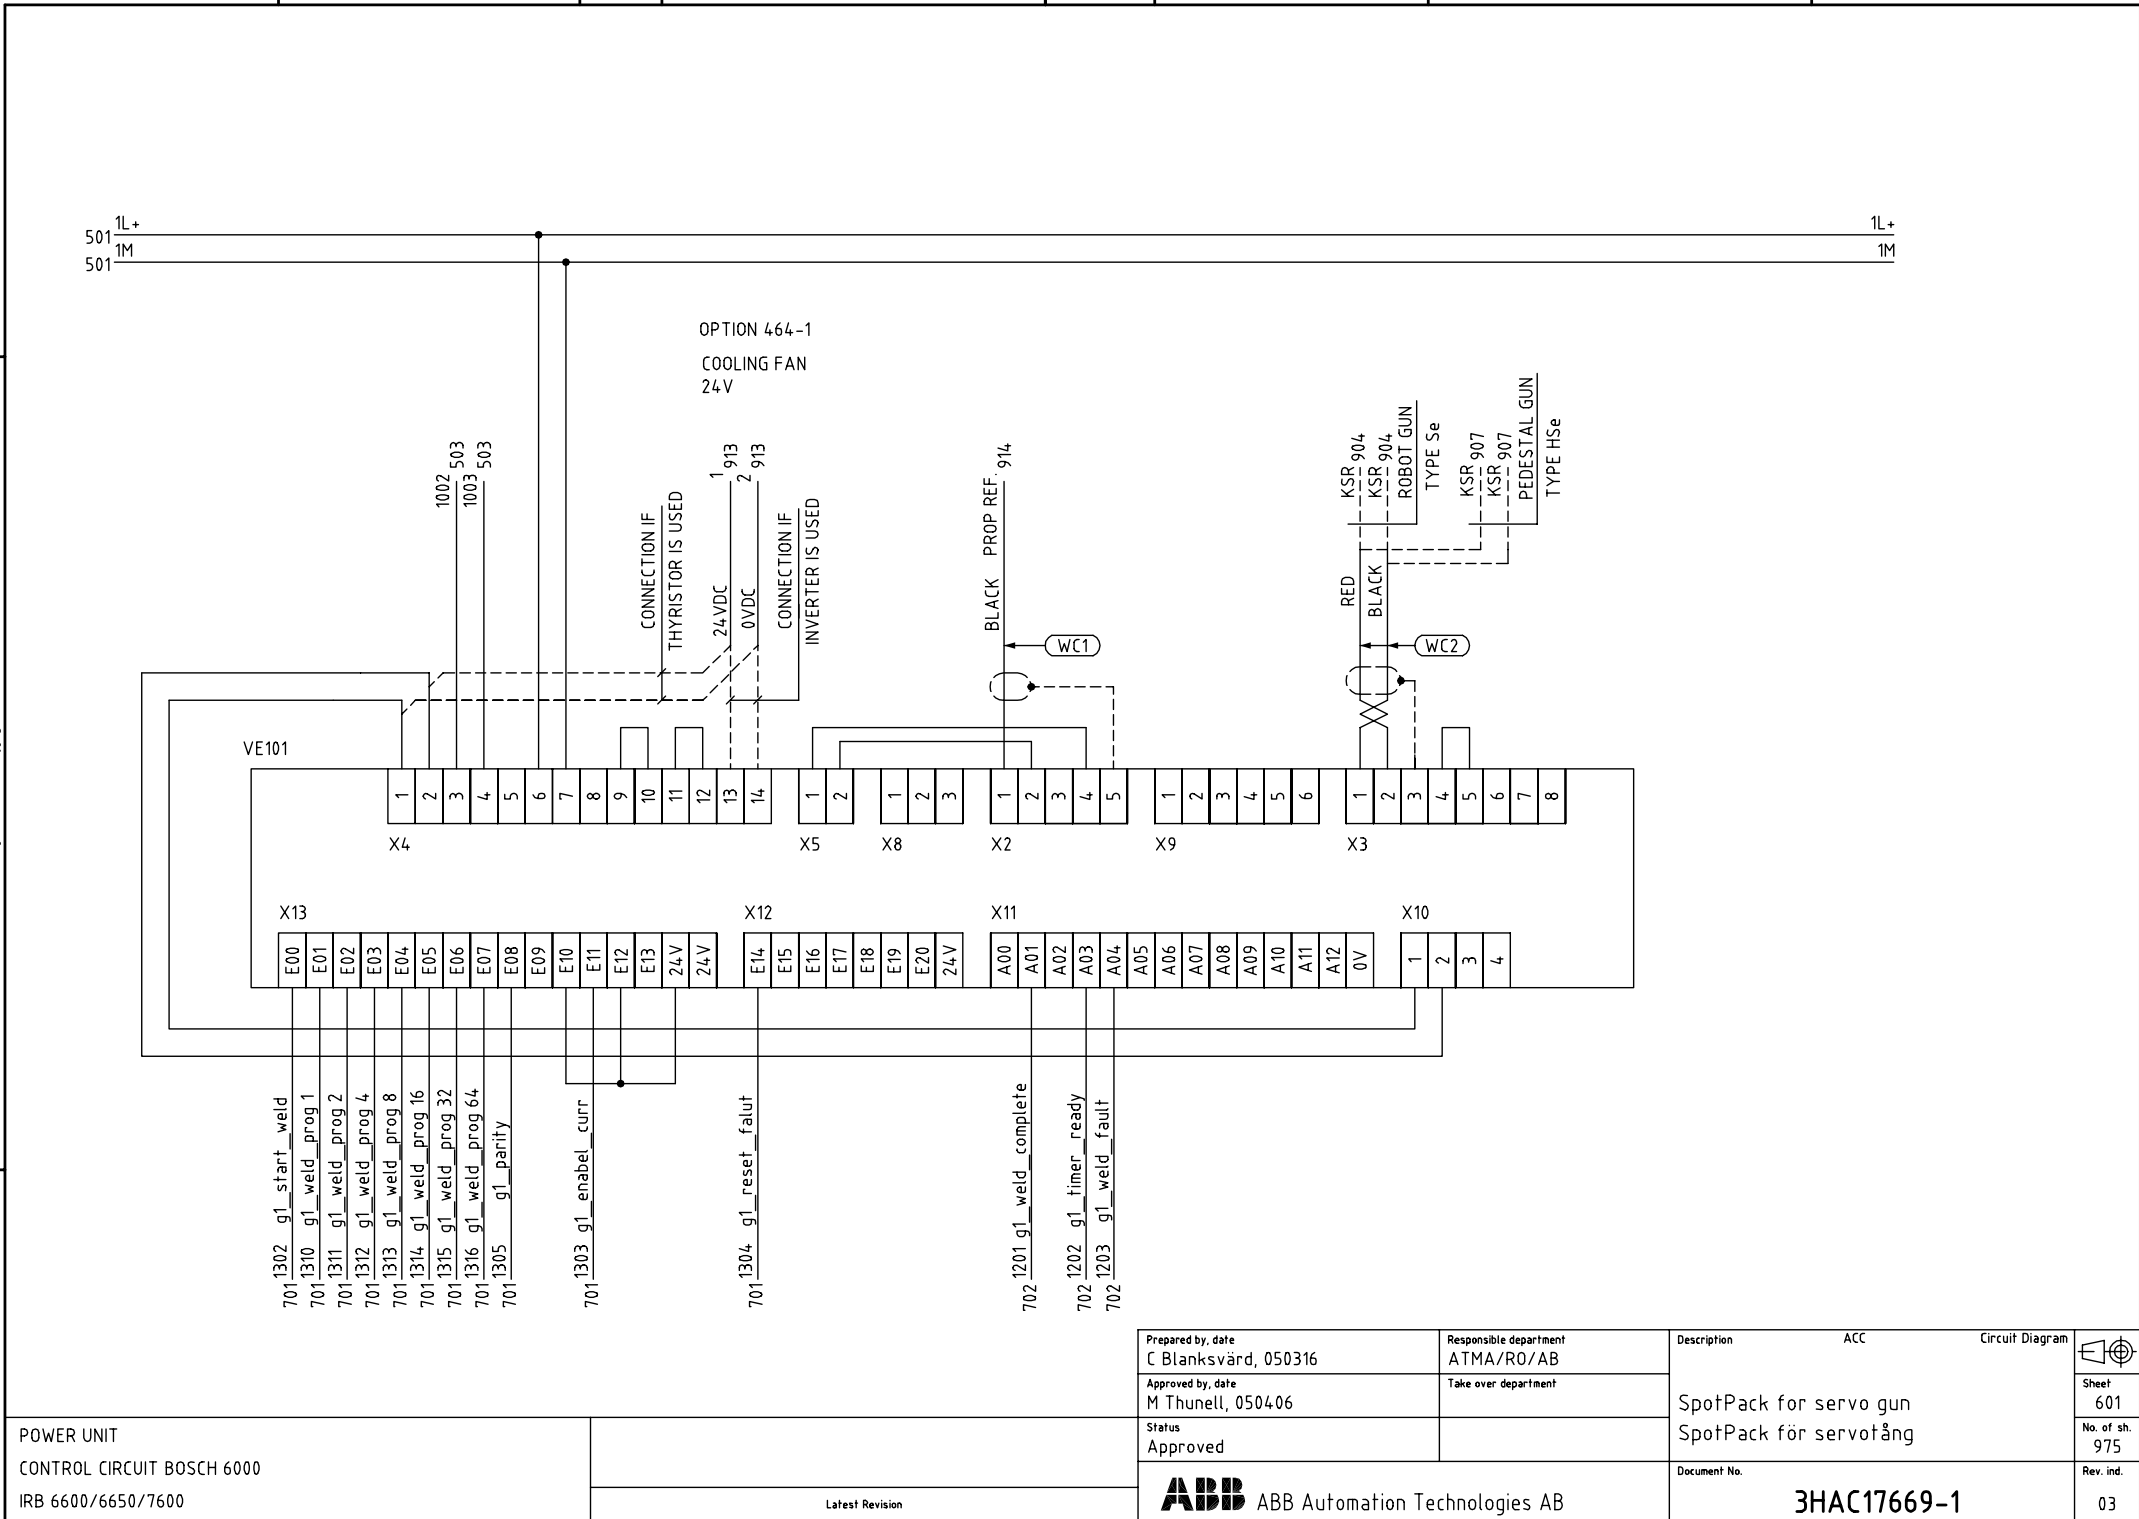 1L+
501
1L+
1M
501
1M
OPTION 464-1
COOLING FAN
24V
1002 503
1003 503
CONNECTION IF
THYRISTOR IS USED
1 913
24VDC
2 913
0VDC
CONNECTION IF
INVERTER IS USED
BLACK PROP REF. 914
WC1
KSR 904
KSR 904
ROBOT GUN
TYPE Se
KSR 907
KSR 907
PEDESTAL GUN
TYPE HSe
RED
BLACK
WC2
VE101
1 2 3 4 5 6 7 8 9 10 11 12 13 14
1 2
1 2 3
1 2 3 4 5
1 2 3 4 5 6
1 2 3 4 5 6 7 8
X4 X5 X8 X2 X9 X3
X13 X12 X11 X10
E00 E01 E02 E03 E04 E05 E06 E07 E08 E09 E10 E11 E12 E13 24V 24V
E14 E15 E16 E17 E18 E19 E20 24V
A00 A01 A02 A03 A04 A05 A06 A07 A08 A09 A10 A11 A12 0V
1 2 3 4
701 1302 g1_start_weld
701 1310 g1_weld_prog 1
701 1311 g1_weld_prog 2
701 1312 g1_weld_prog 4
701 1313 g1_weld_prog 8
701 1314 g1_weld_prog 16
701 1315 g1_weld_prog 32
701 1316 g1_weld_prog 64
701 1305 g1_parity
701 1303 g1_enabel_curr
701 1304 g1_reset_falut
702 1201 g1_weld_complete
702 1202 g1_timer_ready
702 1203 g1_weld_fault
POWER UNIT
CONTROL CIRCUIT BOSCH 6000
IRB 6600/6650/7600
Latest Revision
Prepared by, date
C Blanksvärd, 050316
Approved by, date
M Thunell, 050406
Status
Approved
Responsible department
ATMA/RO/AB
Take over department
ABB ABB Automation Technologies AB
Description ACC Circuit Diagram
SpotPack for servo gun
SpotPack för servotång
Document No.
3HAC17669-1
Sheet
601
No. of sh.
975
Rev. ind.
03